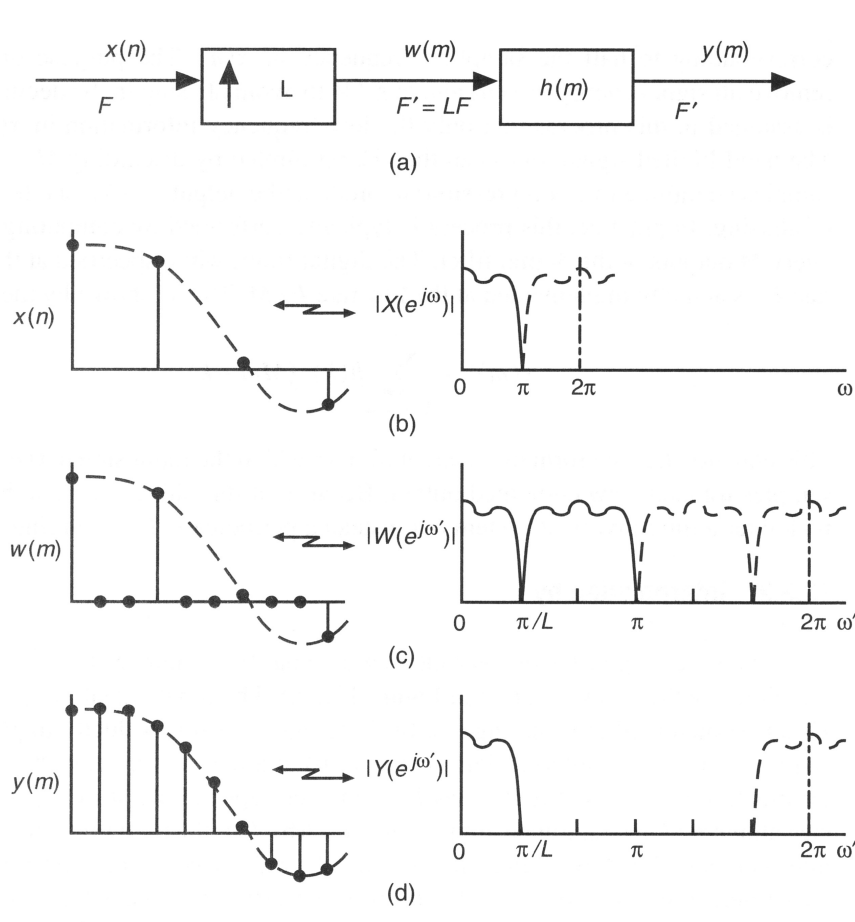 x(n) w(m) y(m)
L h(m)
F F' = LF F'
(a)
x(n) |X(e^{jω})|
0 π 2π ω
(b)
w(m) |W(e^{jω'})|
0 π/L π 2π ω'
(c)
y(m) |Y(e^{jω'})|
0 π/L π 2π ω'
(d)